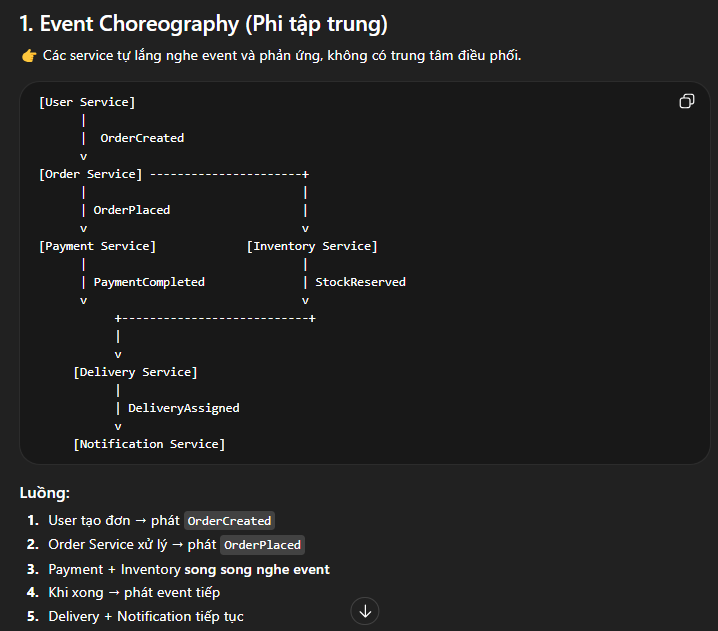 1. Event Choreography (Phi tập trung)
👉 Các service tự lắng nghe event và phản ứng, không có trung tâm điều phối.
[User Service]
      |
      |  OrderCreated
      v
[Order Service] ----------------------+
      |                               |
      | OrderPlaced                   |
      v                               v
[Payment Service]             [Inventory Service]
      |                               |
      | PaymentCompleted              | StockReserved
      v                               v
           +---------------------------+
           |
           v
     [Delivery Service]
           |
           | DeliveryAssigned
           v
     [Notification Service]
Luồng:
1. User tạo đơn → phát OrderCreated
2. Order Service xử lý → phát OrderPlaced
3. Payment + Inventory song song nghe event
4. Khi xong → phát event tiếp
5. Delivery + Notification tiếp tục